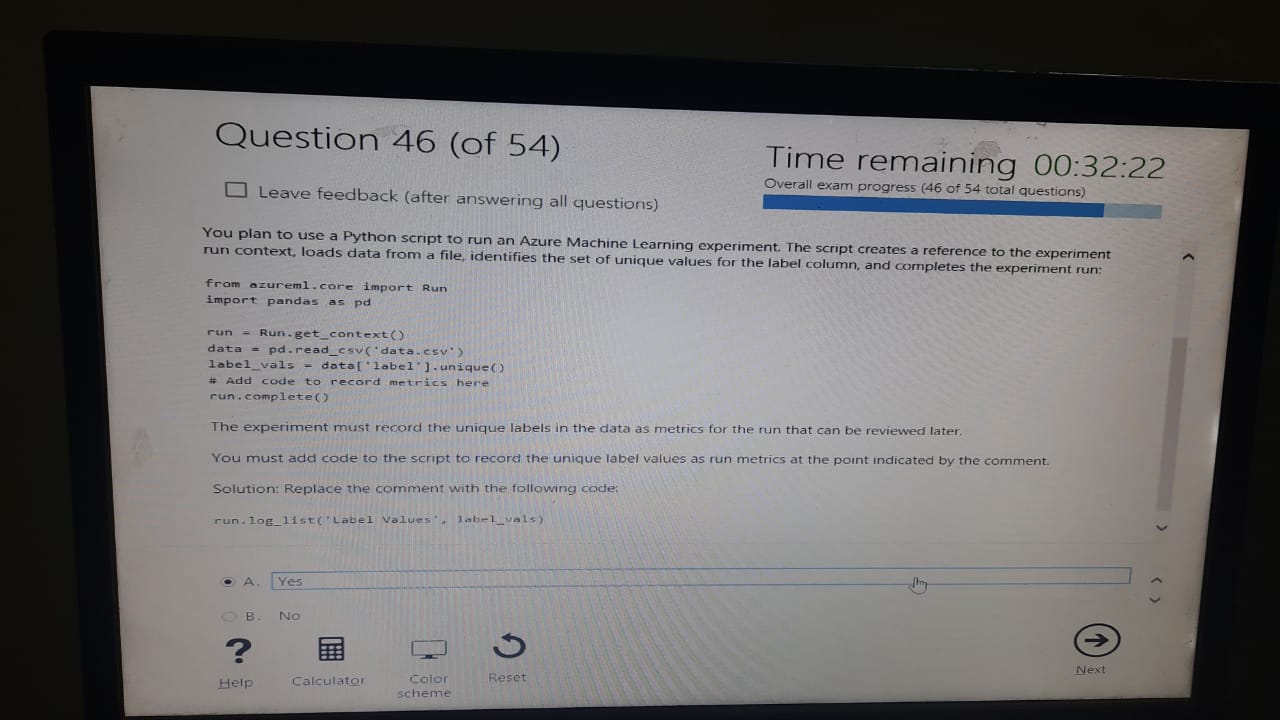 Question 46 (of 54)
Time remaining 00:32:22
Leave feedback (after answering all questions)
Overall exam progress (46 of 54 total questions)
You plan to use a Python script to run an Azure Machine Learning experiment. The script creates a reference to the experiment
run context, loads data from a file, identifies the set of unique values for the label column, and completes the experiment run:
from azureml.core import Run
import pandas as pd
run = Run.get_context()
data = pd.read_csv('data.csv')
label_vals = data['label'].unique()
# Add code to record metrics here
run.complete()
The experiment must record the unique labels in the data as metrics for the run that can be reviewed later.
You must add code to the script to record the unique label values as run metrics at the point indicated by the comment.
Solution: Replace the comment with the following code:
run.log_list('Label Values', label_vals)
A. Yes
B. No
Help
Calculator
Color
scheme
Reset
Next